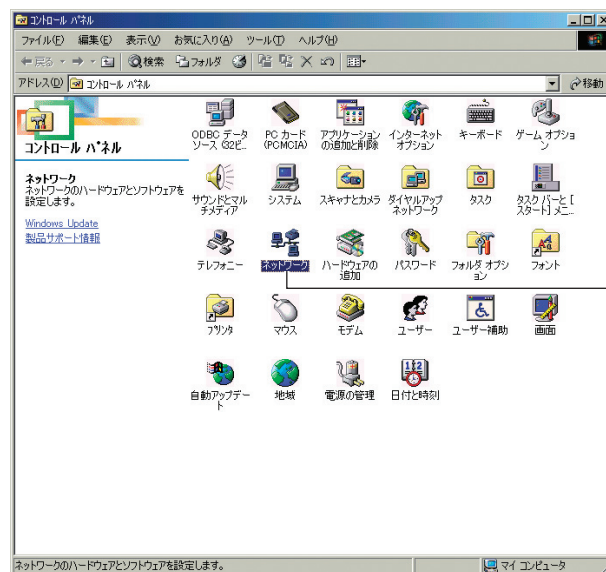 コントロール パネル
ファイル(F) 編集(E) 表示(V) お気に入り(A) ツール(T) ヘルプ(H)
戻る 検索 フォルダ
アドレス(D) コントロール パネル 移動
コントロール パネル
ネットワーク
ネットワークのハードウェアとソフトウェアを
設定します。
Windows Update
製品サポート情報
ODBC データ
ソース (32ビ...
PC カード
(PCMCIA)
アプリケーション
の追加と削除
インターネット
オプション
キーボード
ゲーム オプショ
ン
サウンドとマル
チメディア
システム
スキャナとカメラ
ダイヤルアップ
ネットワーク
タスク
タスク バーと [
スタート] メニ...
テレフォニー
ネットワーク
ハードウェアの
追加
パスワード
フォルダ オプシ
ョン
フォント
プリンタ
マウス
モデム
ユーザー
ユーザー補助
画面
自動アップデー
ト
地域
電源の管理
日付と時刻
ネットワークのハードウェアとソフトウェアを設定します。
マイ コンピュータ